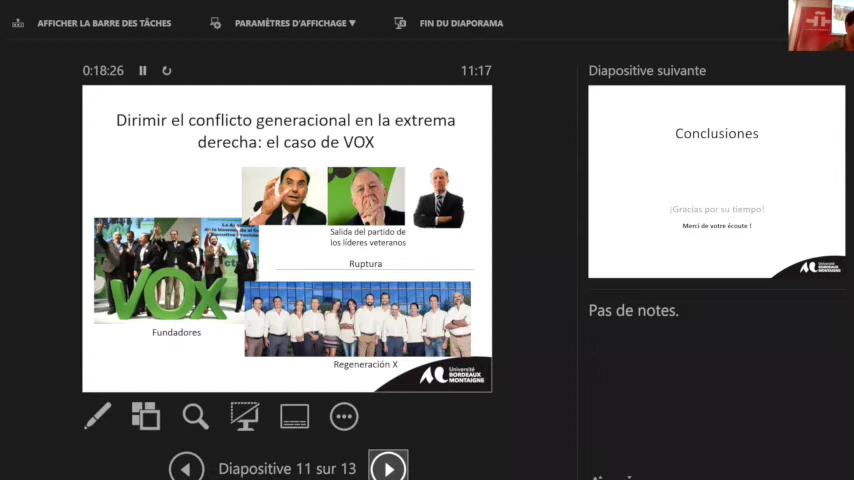 AFFICHER LA BARRE DES TÂCHES
PARAMÈTRES D'AFFICHAGE ▼
FIN DU DIAPORAMA
0:18:26
11:17
Dirimir el conflicto generacional en la extrema
derecha: el caso de VOX
Salida del partido de
los líderes veteranos
Ruptura
VOX
Fundadores
Regeneración X
Université
BORDEAUX
MONTAIGNE
Diapositive 11 sur 13
Diapositive suivante
Conclusiones
¡Gracias por su tiempo!
Merci de votre écoute !
Université
BORDEAUX
MONTAIGNE
Pas de notes.